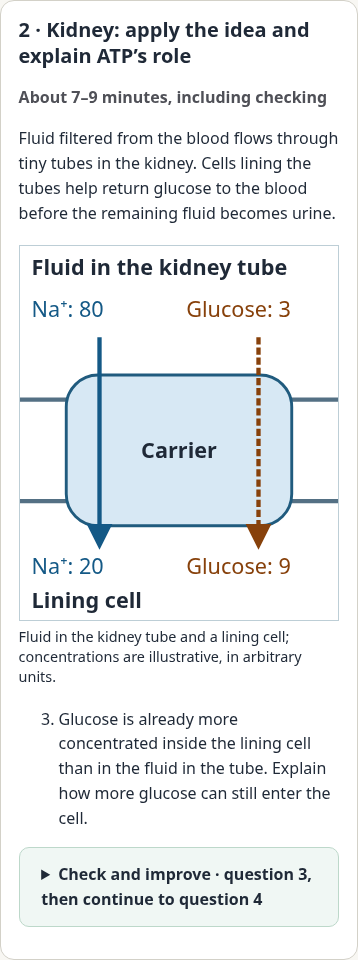 2 · Kidney: apply the idea and
explain ATP’s role
About 7–9 minutes, including checking
Fluid filtered from the blood flows through
tiny tubes in the kidney. Cells lining the
tubes help return glucose to the blood
before the remaining fluid becomes urine.
Fluid in the kidney tube
Na⁺: 80 Glucose: 3
Carrier
Na⁺: 20 Glucose: 9
Lining cell
Fluid in the kidney tube and a lining cell;
concentrations are illustrative, in arbitrary
units.
3. Glucose is already more
concentrated inside the lining cell
than in the fluid in the tube. Explain
how more glucose can still enter the
cell.
▶ Check and improve · question 3,
then continue to question 4